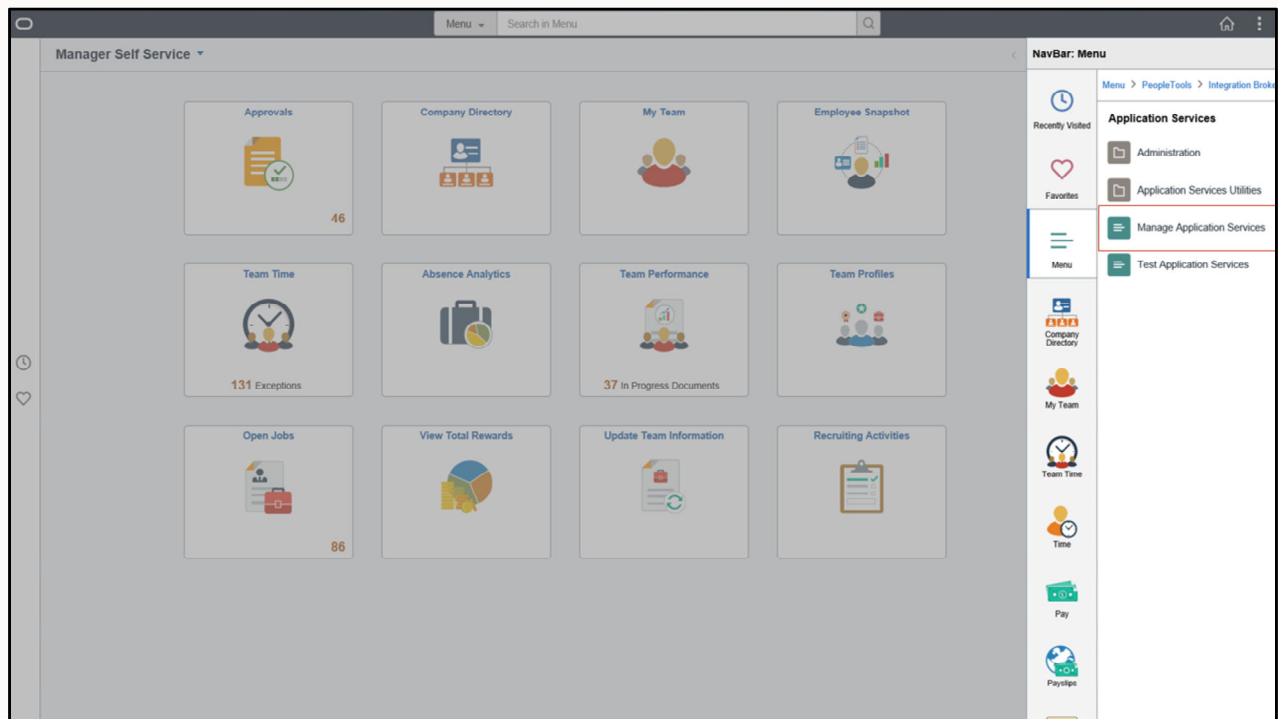 Menu
Search in Menu
Manager Self Service
NavBar: Menu
Approvals
46
Company Directory
My Team
Employee Snapshot
Team Time
131 Exceptions
Absence Analytics
Team Performance
37 In Progress Documents
Team Profiles
Open Jobs
86
View Total Rewards
Update Team Information
Recruiting Activities
Recently Visited
Favorites
Menu
Company
Directory
My Team
Team Time
Time
Pay
Payslips
Menu > PeopleTools > Integration Broke
Application Services
Administration
Application Services Utilities
Manage Application Services
Test Application Services